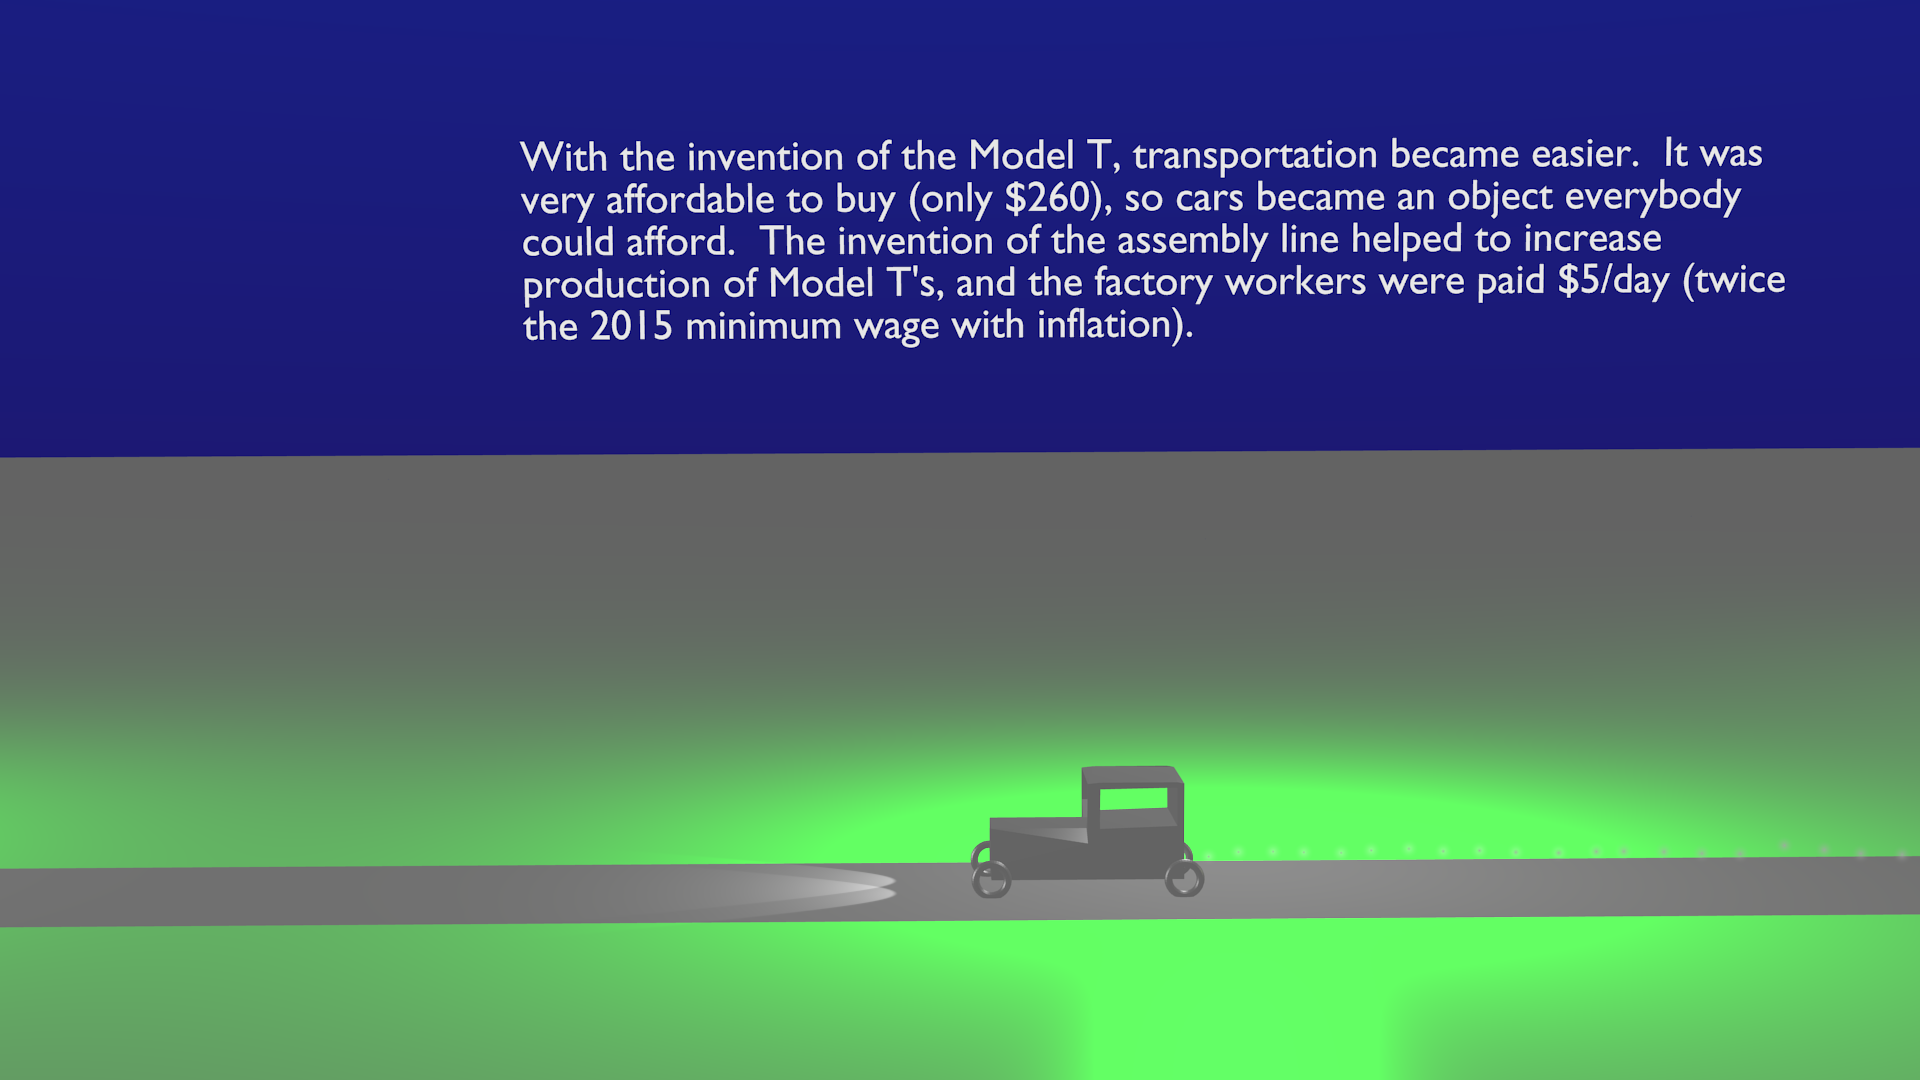 With the invention of the Model T, transportation became easier.  It was
very affordable to buy (only $260), so cars became an object everybody
could afford.  The invention of the assembly line helped to increase
production of Model T's, and the factory workers were paid $5/day (twice
the 2015 minimum wage with inflation).